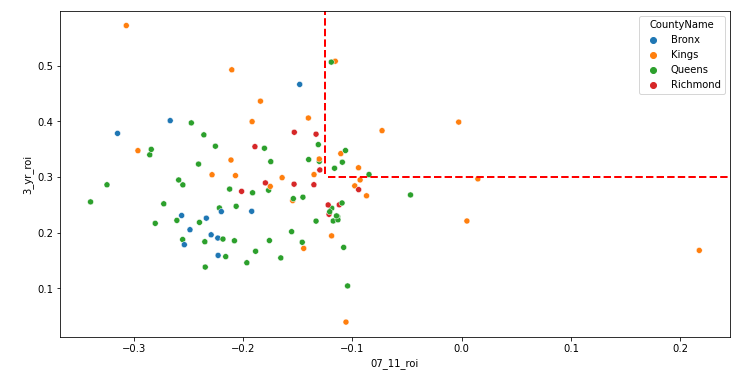 CountyName
Bronx
Kings
Queens
Richmond
0.5
0.4
0.3
0.2
0.1
3_yr_roi
−0.3 −0.2 −0.1 0.0 0.1 0.2
07_11_roi